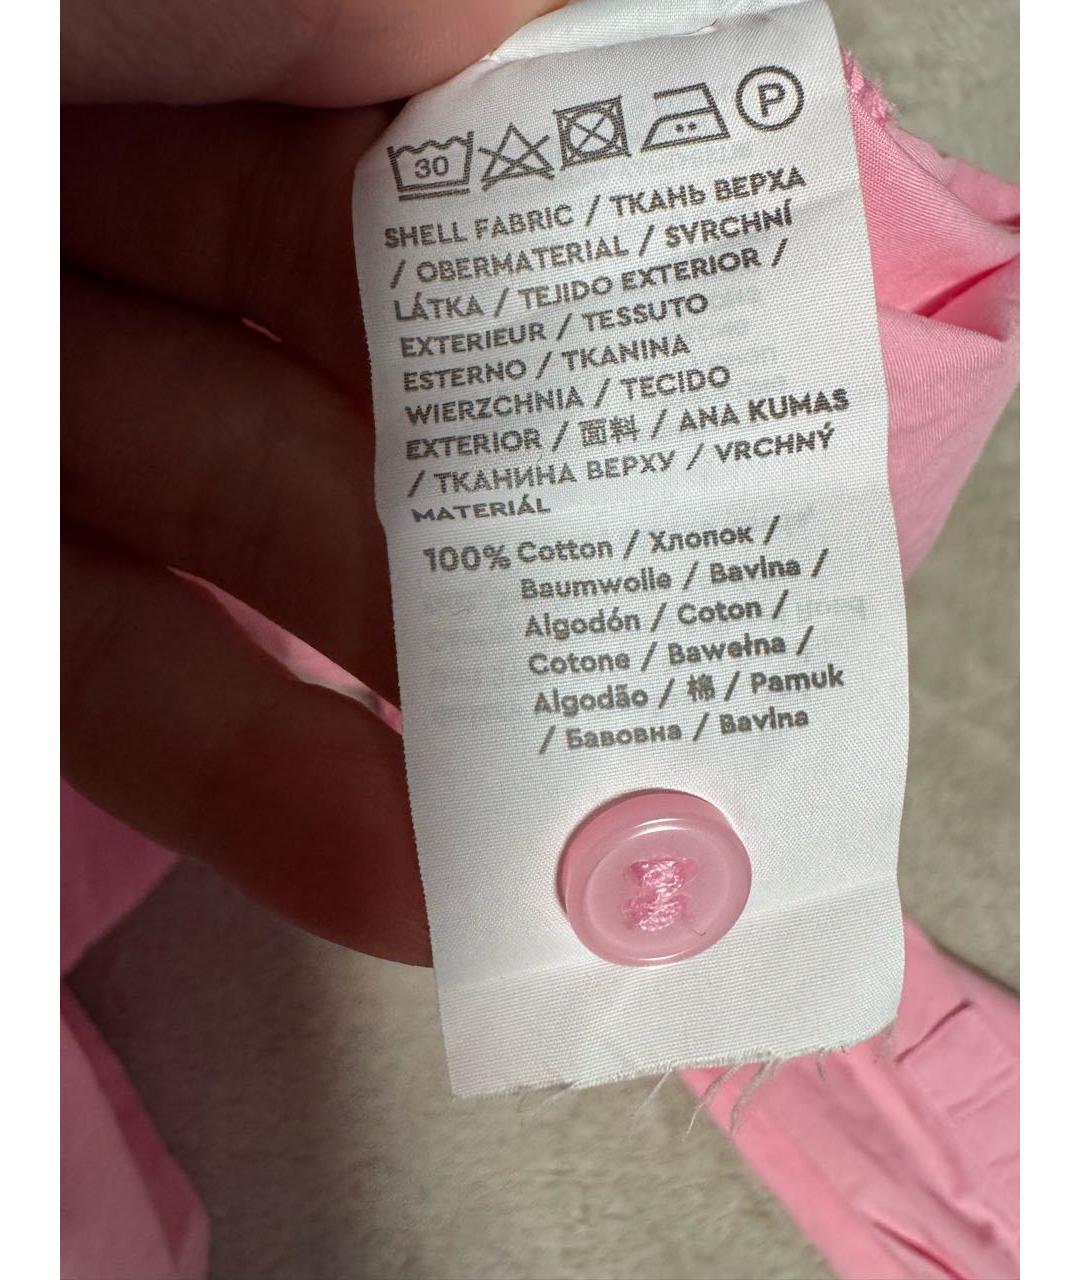 30 P
SHELL FABRIC / ТКАНЬ ВЕРХА
/ OBERMATERIAL / SVRCHNÍ
LÁTKA / TEJIDO EXTERIOR /
EXTERIEUR / TESSUTO
ESTERNO / TKANINA
WIERZCHNIA / TECIDO
EXTERIOR / 面料 / ANA KUMAS
/ ТКАНИНА ВЕРХУ / VRCHNÝ
MATERIÁL
100% Cotton / Хлопок /
Baumwolle / Bavlna /
Algodón / Coton /
Cotone / Bawełna /
Algodão / 棉 / Pamuk
/ Бавовна / Bavlna